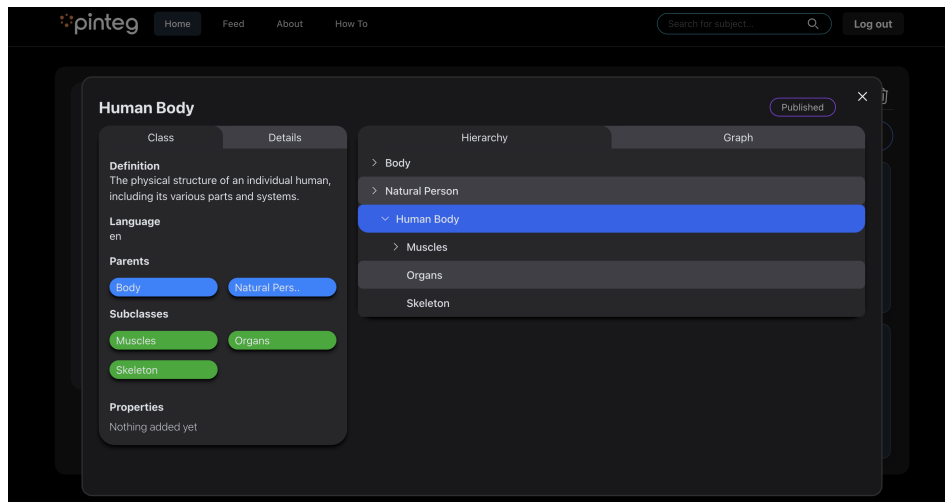 pinteg
Home
Feed
About
How To
Search for subject...
Log out
Human Body
Published
Class
Details
Definition
The physical structure of an individual human,
including its various parts and systems.
Language
en
Parents
Body
Natural Pers..
Subclasses
Muscles
Organs
Skeleton
Properties
Nothing added yet
Hierarchy
Graph
Body
Natural Person
Human Body
Muscles
Organs
Skeleton